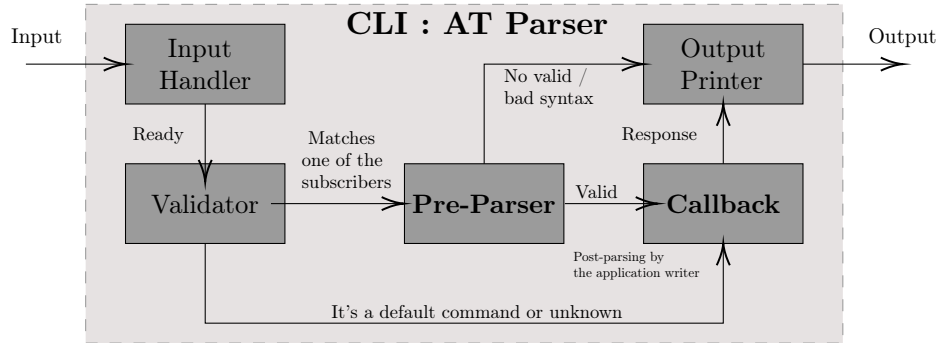 CLI : AT Parser
Input
Input
Handler
Output
Printer
Output
No valid /
bad syntax
Ready
Matches
one of the
subscribers
Response
Validator
Pre-Parser
Valid
Callback
Post-parsing by
the application writer
It's a default command or unknown